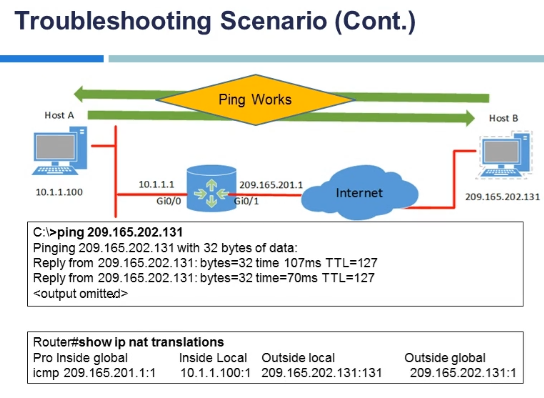 Troubleshooting Scenario (Cont.)
Ping Works
Host A
Host B
10.1.1.100
10.1.1.1
Gi0/0
209.165.201.1
Gi0/1
Internet
209.165.202.131
C:\>ping 209.165.202.131
Pinging 209.165.202.131 with 32 bytes of data:
Reply from 209.165.202.131: bytes=32 time 107ms TTL=127
Reply from 209.165.202.131: bytes=32 time=70ms TTL=127
<output omitted>
Router#show ip nat translations
Pro Inside global Inside Local Outside local Outside global
icmp 209.165.201.1:1 10.1.1.100:1 209.165.202.131:131 209.165.202.131:1